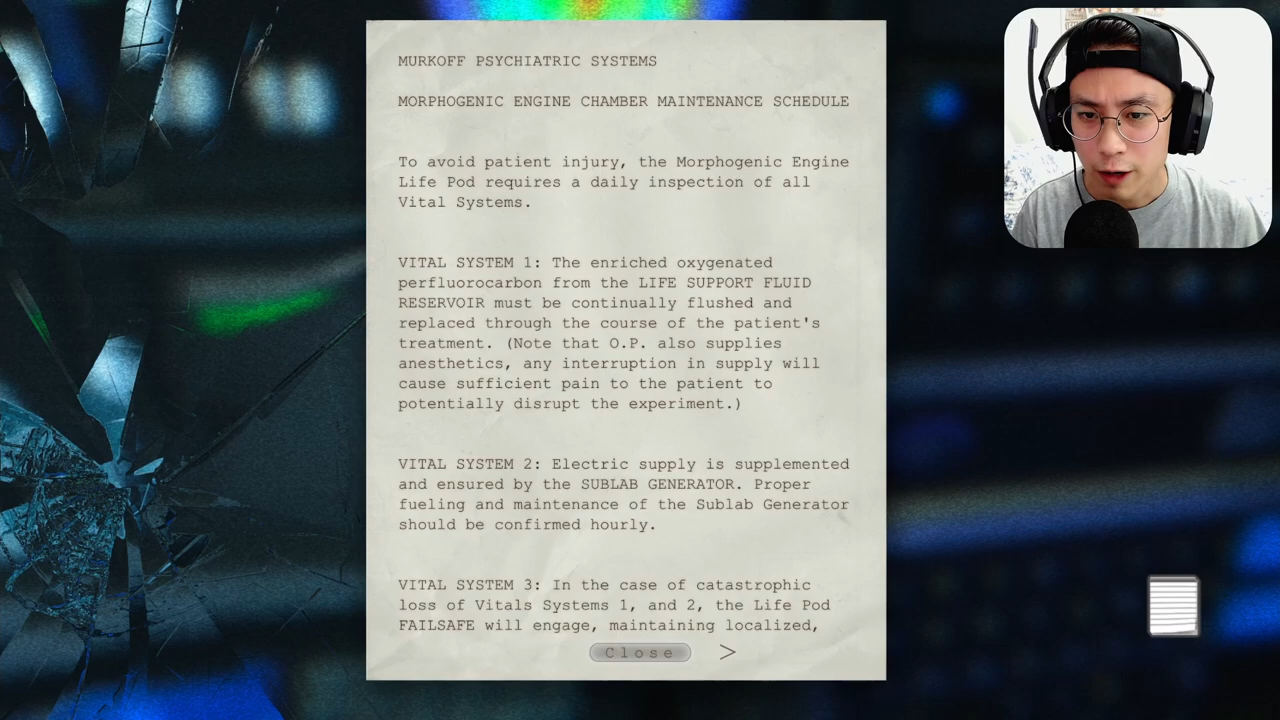 MURKOFF PSYCHIATRIC SYSTEMS
MORPHOGENIC ENGINE CHAMBER MAINTENANCE SCHEDULE
To avoid patient injury, the Morphogenic Engine
Life Pod requires a daily inspection of all
Vital Systems.
VITAL SYSTEM 1: The enriched oxygenated
perfluorocarbon from the LIFE SUPPORT FLUID
RESERVOIR must be continually flushed and
replaced through the course of the patient's
treatment. (Note that O.P. also supplies
anesthetics, any interruption in supply will
cause sufficient pain to the patient to
potentially disrupt the experiment.)
VITAL SYSTEM 2: Electric supply is supplemented
and ensured by the SUBLAB GENERATOR. Proper
fueling and maintenance of the Sublab Generator
should be confirmed hourly.
VITAL SYSTEM 3: In the case of catastrophic
loss of Vitals Systems 1, and 2, the Life Pod
FAILSAFE will engage, maintaining localized,
Close >